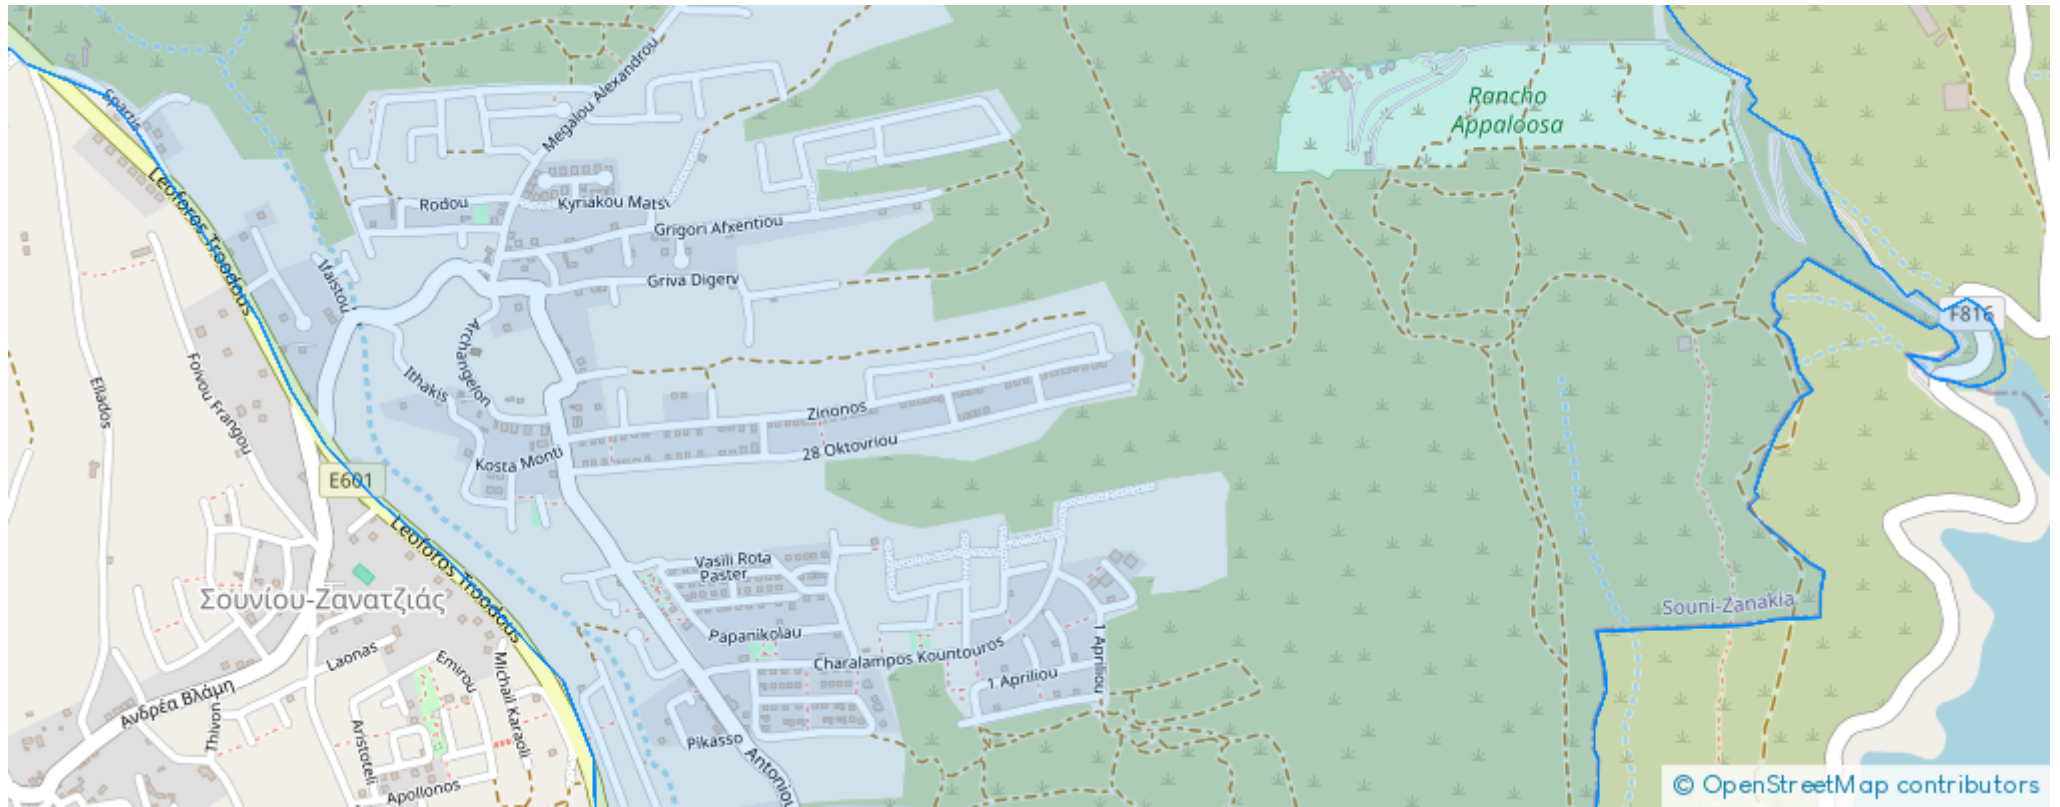 Spartis
Megalou Alexandrou
Rancho
Appaloosa
Leoforos Troodous
Rodou
Kyriakou Mats
Grigori Afxentiou
Ifaistou
Griva Digeni
F816
Archangelon
Foivou Frangou
Ithakis
Ellados
Zinonos
28 Oktovriou
Kosta Monti
E601
Leoforos Troodous
Vasili Rota
Paster
Σουνίου-Ζανατζιάς
Souni-Zanakia
Papanikolau
1 Apriliou
Charalampos Kountouros
Laonas
Emirou
1 Apriliou
Ανδρέα Βλάμη
Thivon
Aristoteli
Michail Karaoli
Pikasso
Antoniou
Apollonos
© OpenStreetMap contributors